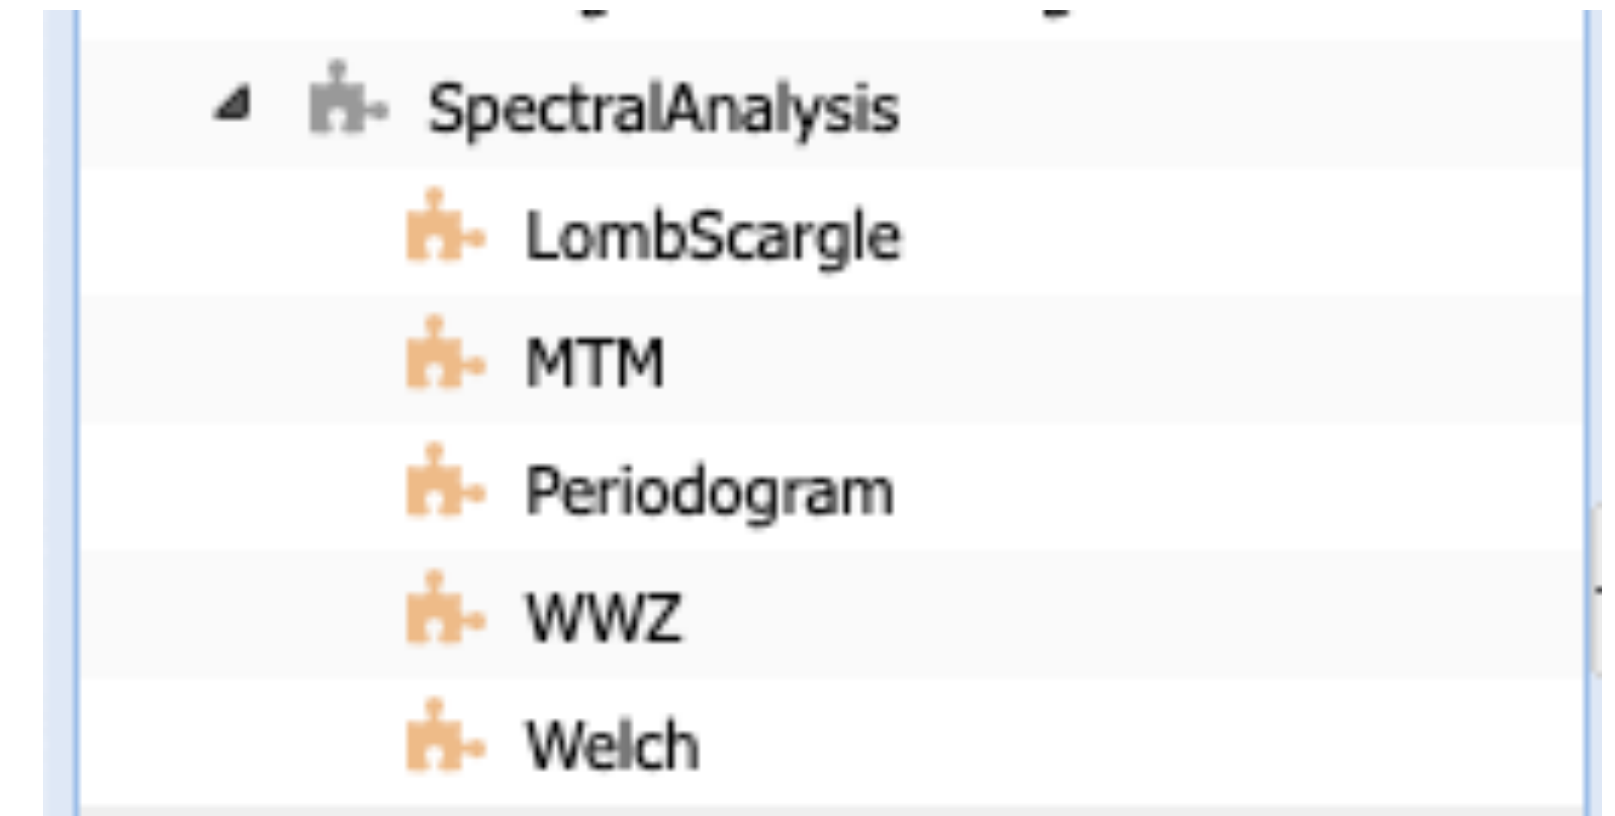 SpectralAnalysis
LombScargle
MTM
Periodogram
WWZ
Welch